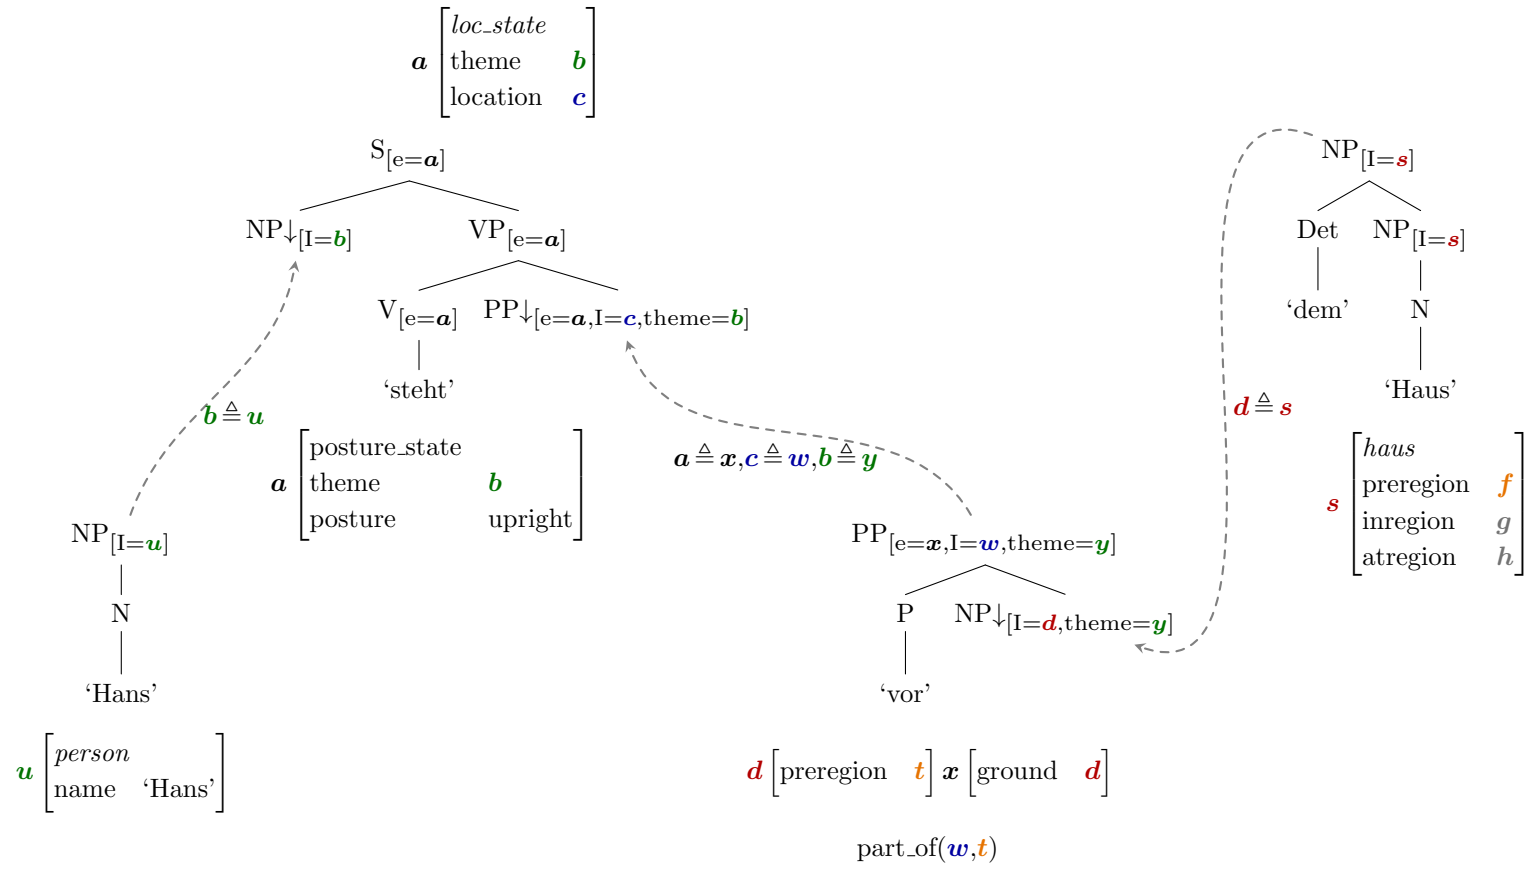 a [loc_state
theme b
location c]
S[e=a]
NP↓[I=b] VP[e=a]
V[e=a] PP↓[e=a,I=c,theme=b]
‘steht’
a [posture_state
theme b
posture upright]
b≜u
NP[I=u]
N
‘Hans’
u [person
name ‘Hans’]
a≜x,c≜w,b≜y
PP[e=x,I=w,theme=y]
P NP↓[I=d,theme=y]
‘vor’
d [preregion t] x [ground d]
part_of(w,t)
d≜s
NP[I=s]
Det NP[I=s]
‘dem’ N
‘Haus’
s [haus
preregion f
inregion g
atregion h]